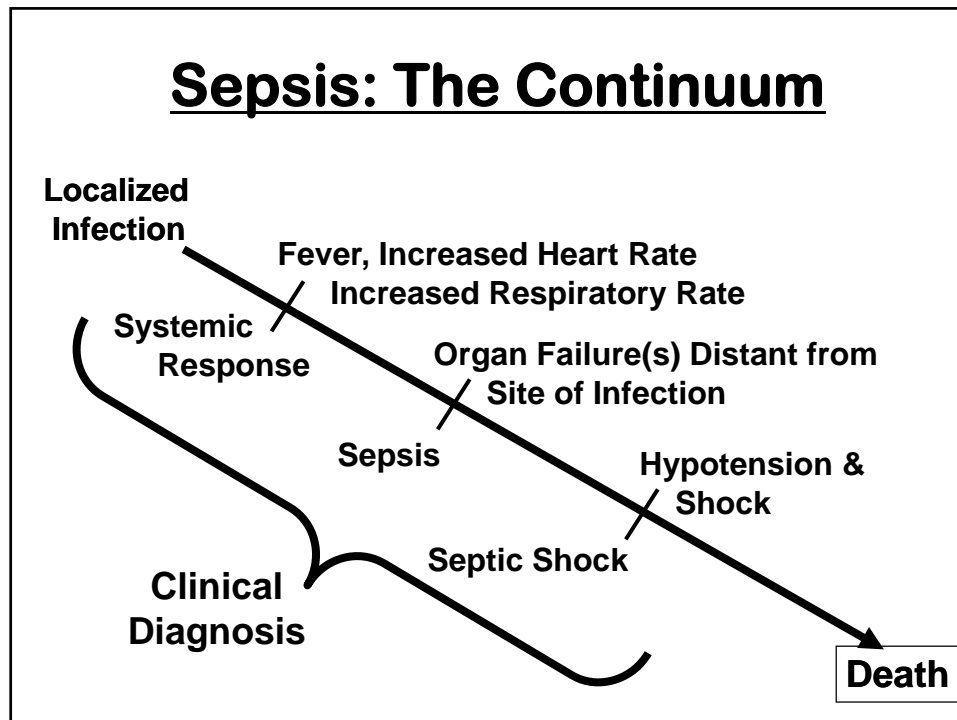 Sepsis: The Continuum
Localized
Infection
Fever, Increased Heart Rate
Increased Respiratory Rate
Systemic
Response
Organ Failure(s) Distant from
Site of Infection
Sepsis
Hypotension &
Shock
Septic Shock
Clinical
Diagnosis
Death